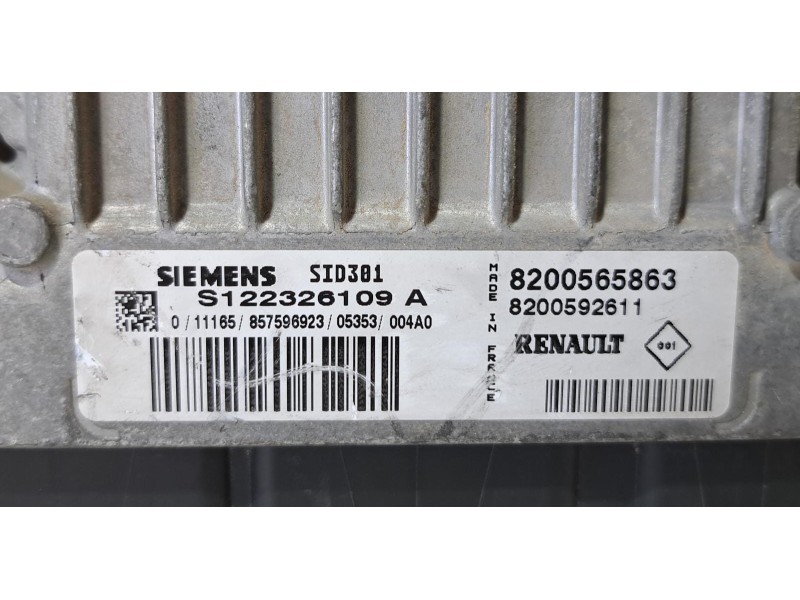 SIEMENS SID301
S122326109 A
0/11165/857596923/05353/004A0
MADE IN FRANCE
8200565863
8200592611
RENAULT 001